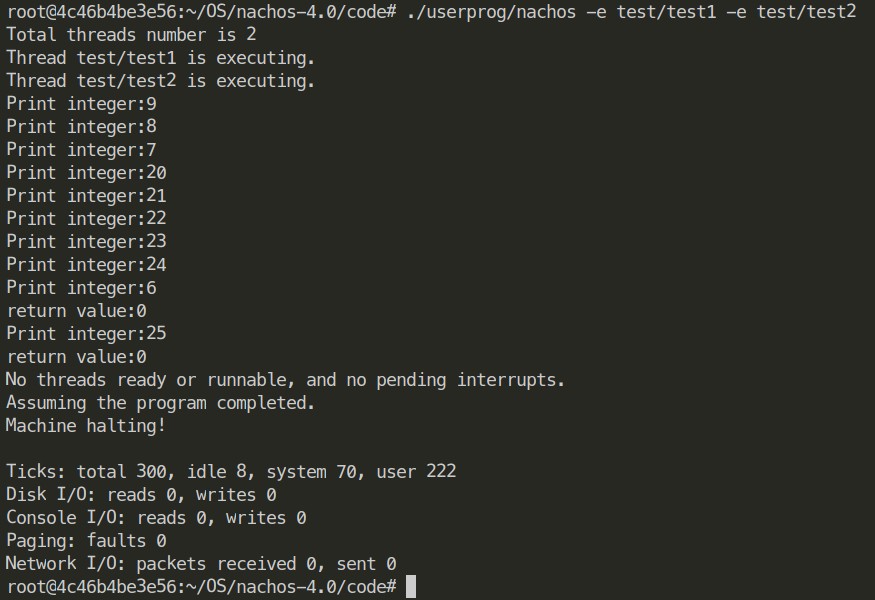 root@4c46b4be3e56:~/OS/nachos-4.0/code# ./userprog/nachos -e test/test1 -e test/test2
Total threads number is 2
Thread test/test1 is executing.
Thread test/test2 is executing.
Print integer:9
Print integer:8
Print integer:7
Print integer:20
Print integer:21
Print integer:22
Print integer:23
Print integer:24
Print integer:6
return value:0
Print integer:25
return value:0
No threads ready or runnable, and no pending interrupts.
Assuming the program completed.
Machine halting!

Ticks: total 300, idle 8, system 70, user 222
Disk I/O: reads 0, writes 0
Console I/O: reads 0, writes 0
Paging: faults 0
Network I/O: packets received 0, sent 0
root@4c46b4be3e56:~/OS/nachos-4.0/code#